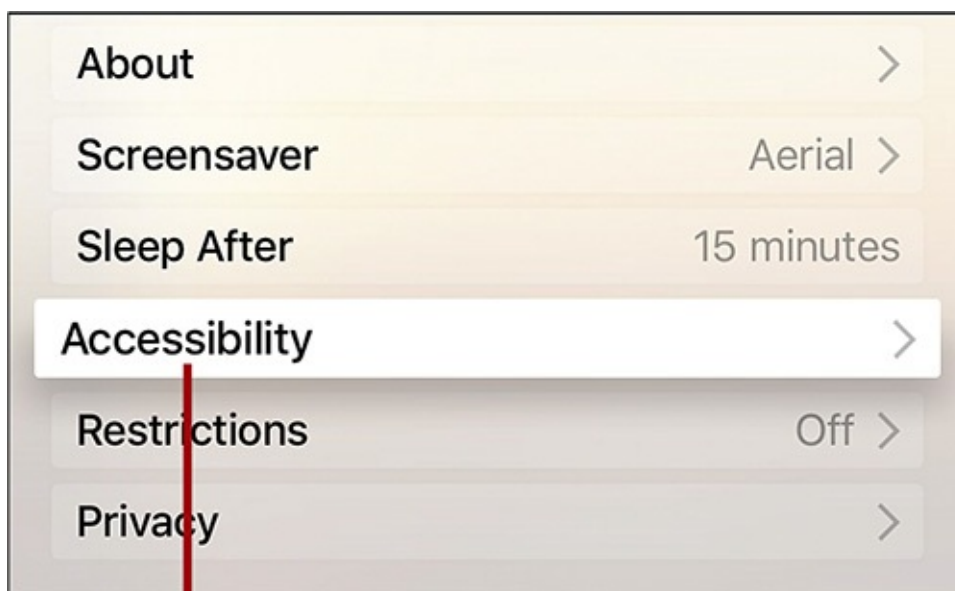 About
Screensaver Aerial
Sleep After 15 minutes
Accessibility
Restrictions Off
Privacy